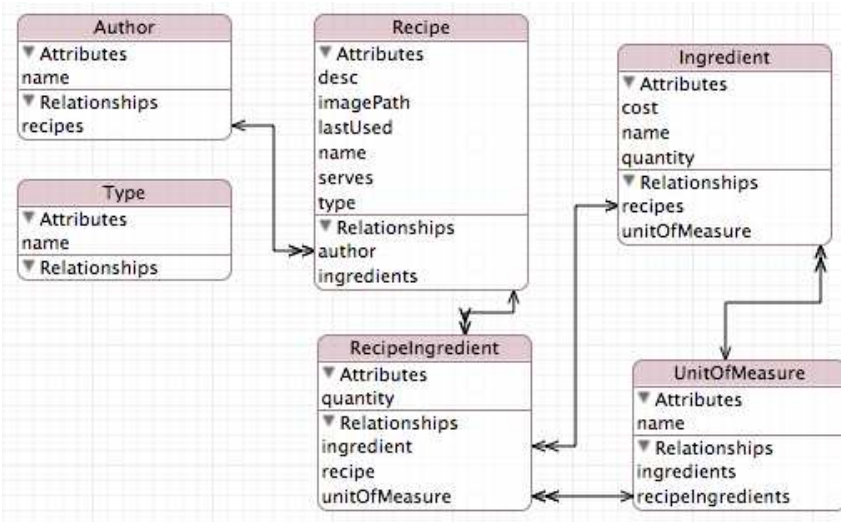 Author
Attributes
name
Relationships
recipes
Type
Attributes
name
Relationships
Recipe
Attributes
desc
imagePath
lastUsed
name
serves
type
Relationships
author
ingredients
Ingredient
Attributes
cost
name
quantity
Relationships
recipes
unitOfMeasure
RecipeIngredient
Attributes
quantity
Relationships
ingredient
recipe
unitOfMeasure
UnitOfMeasure
Attributes
name
Relationships
ingredients
recipeIngredients